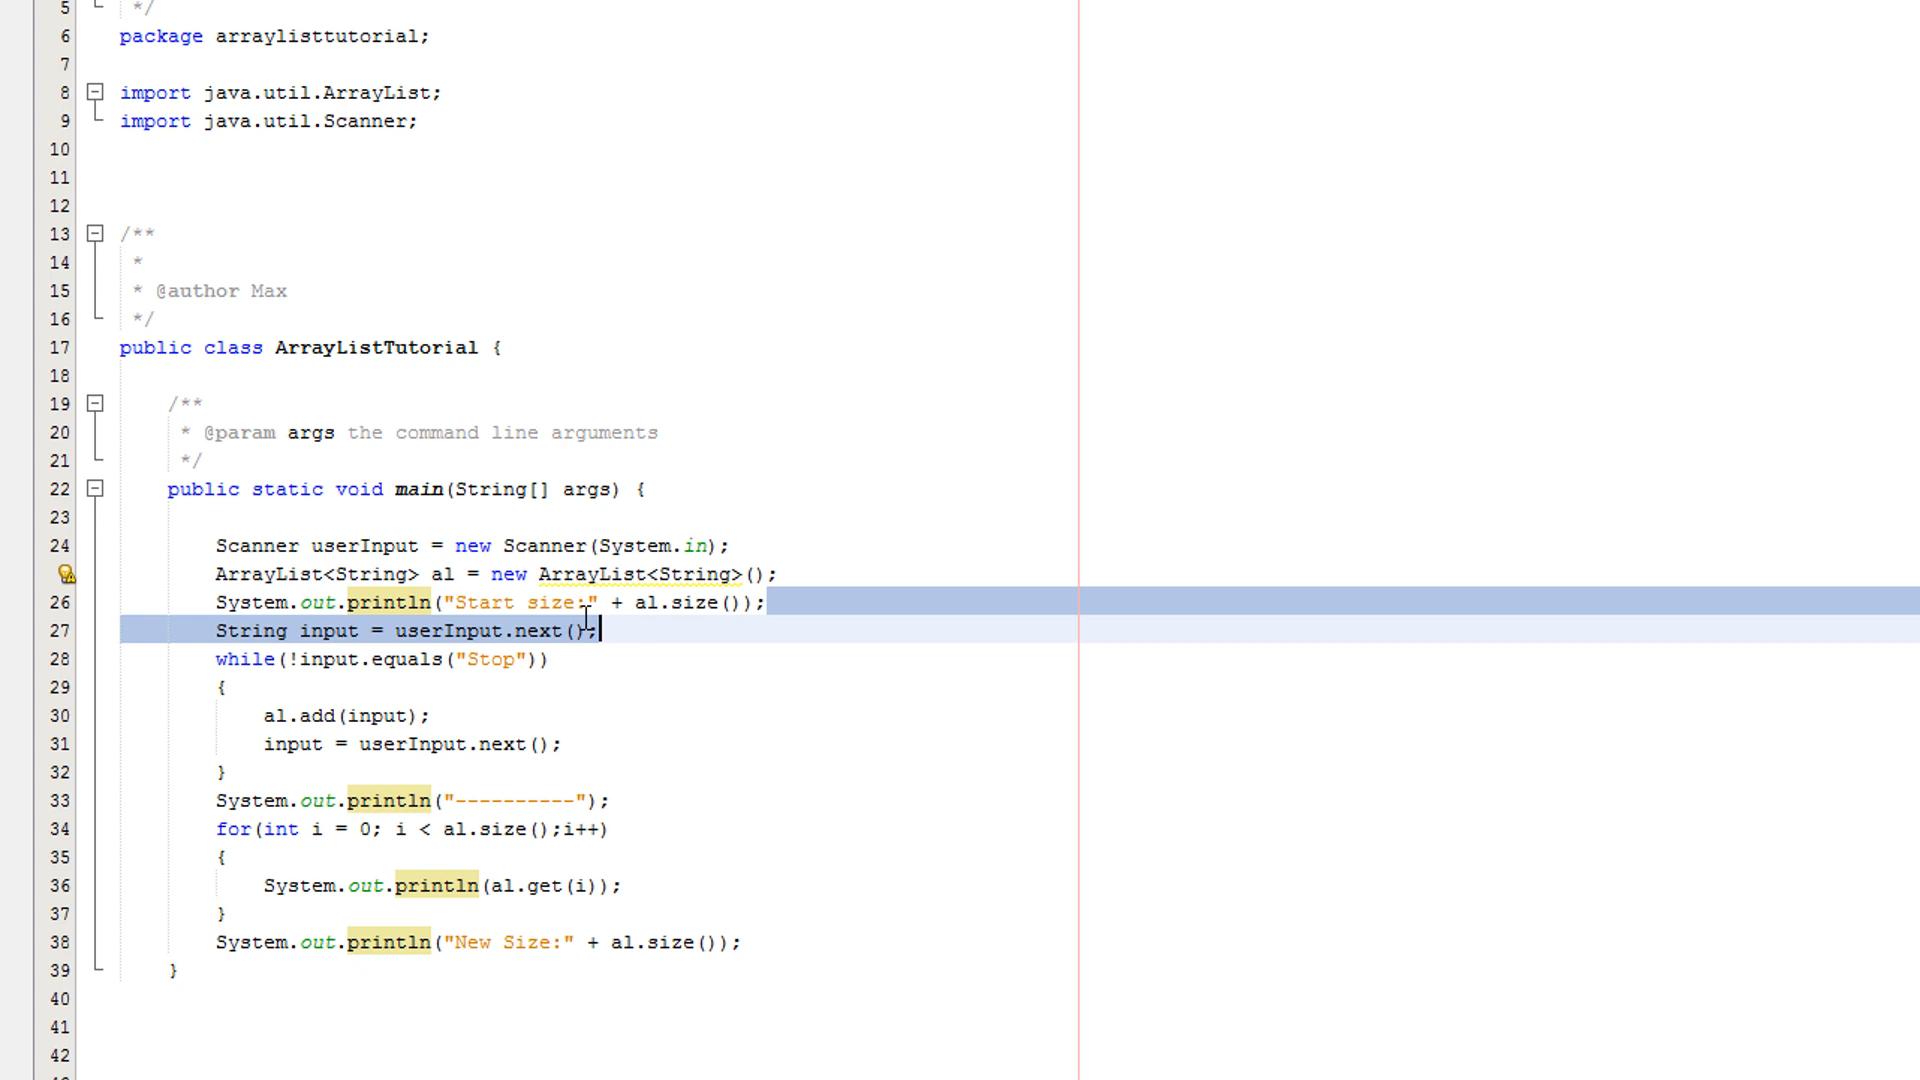 5 */
6 package arraylisttutorial;
7
8 import java.util.ArrayList;
9 import java.util.Scanner;
10
11
12
13 /**
14 *
15 * @author Max
16 */
17 public class ArrayListTutorial {
18
19 /**
20 * @param args the command line arguments
21 */
22 public static void main(String[] args) {
23
24 Scanner userInput = new Scanner(System.in);
ArrayList<String> al = new ArrayList<String>();
26 System.out.println("Start size:" + al.size());
27 String input = userInput.next();
28 while(!input.equals("Stop"))
29 {
30 al.add(input);
31 input = userInput.next();
32 }
33 System.out.println("----------");
34 for(int i = 0; i < al.size();i++)
35 {
36 System.out.println(al.get(i));
37 }
38 System.out.println("New Size:" + al.size());
39 }
40
41
42